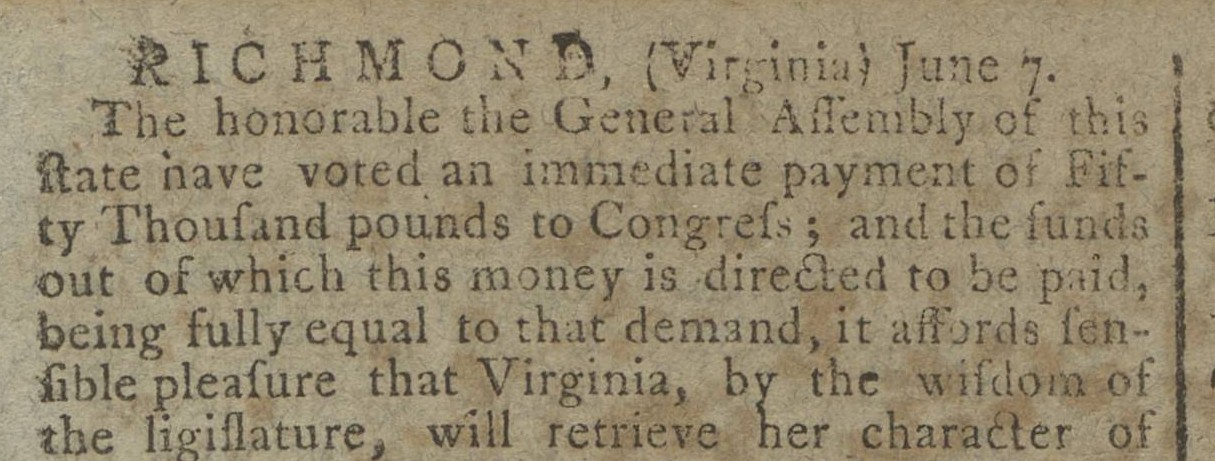 RICHMOND, (Virginia) June 7.
The honorable the General Aſſembly of this
ſtate have voted an immediate payment of Fif-
ty Thouſand pounds to Congreſs; and the funds
out of which this money is directed to be paid,
being fully equal to that demand, it affords ſen-
ſible pleaſure that Virginia, by the wiſdom of
the ligiſlature, will retrieve her character of